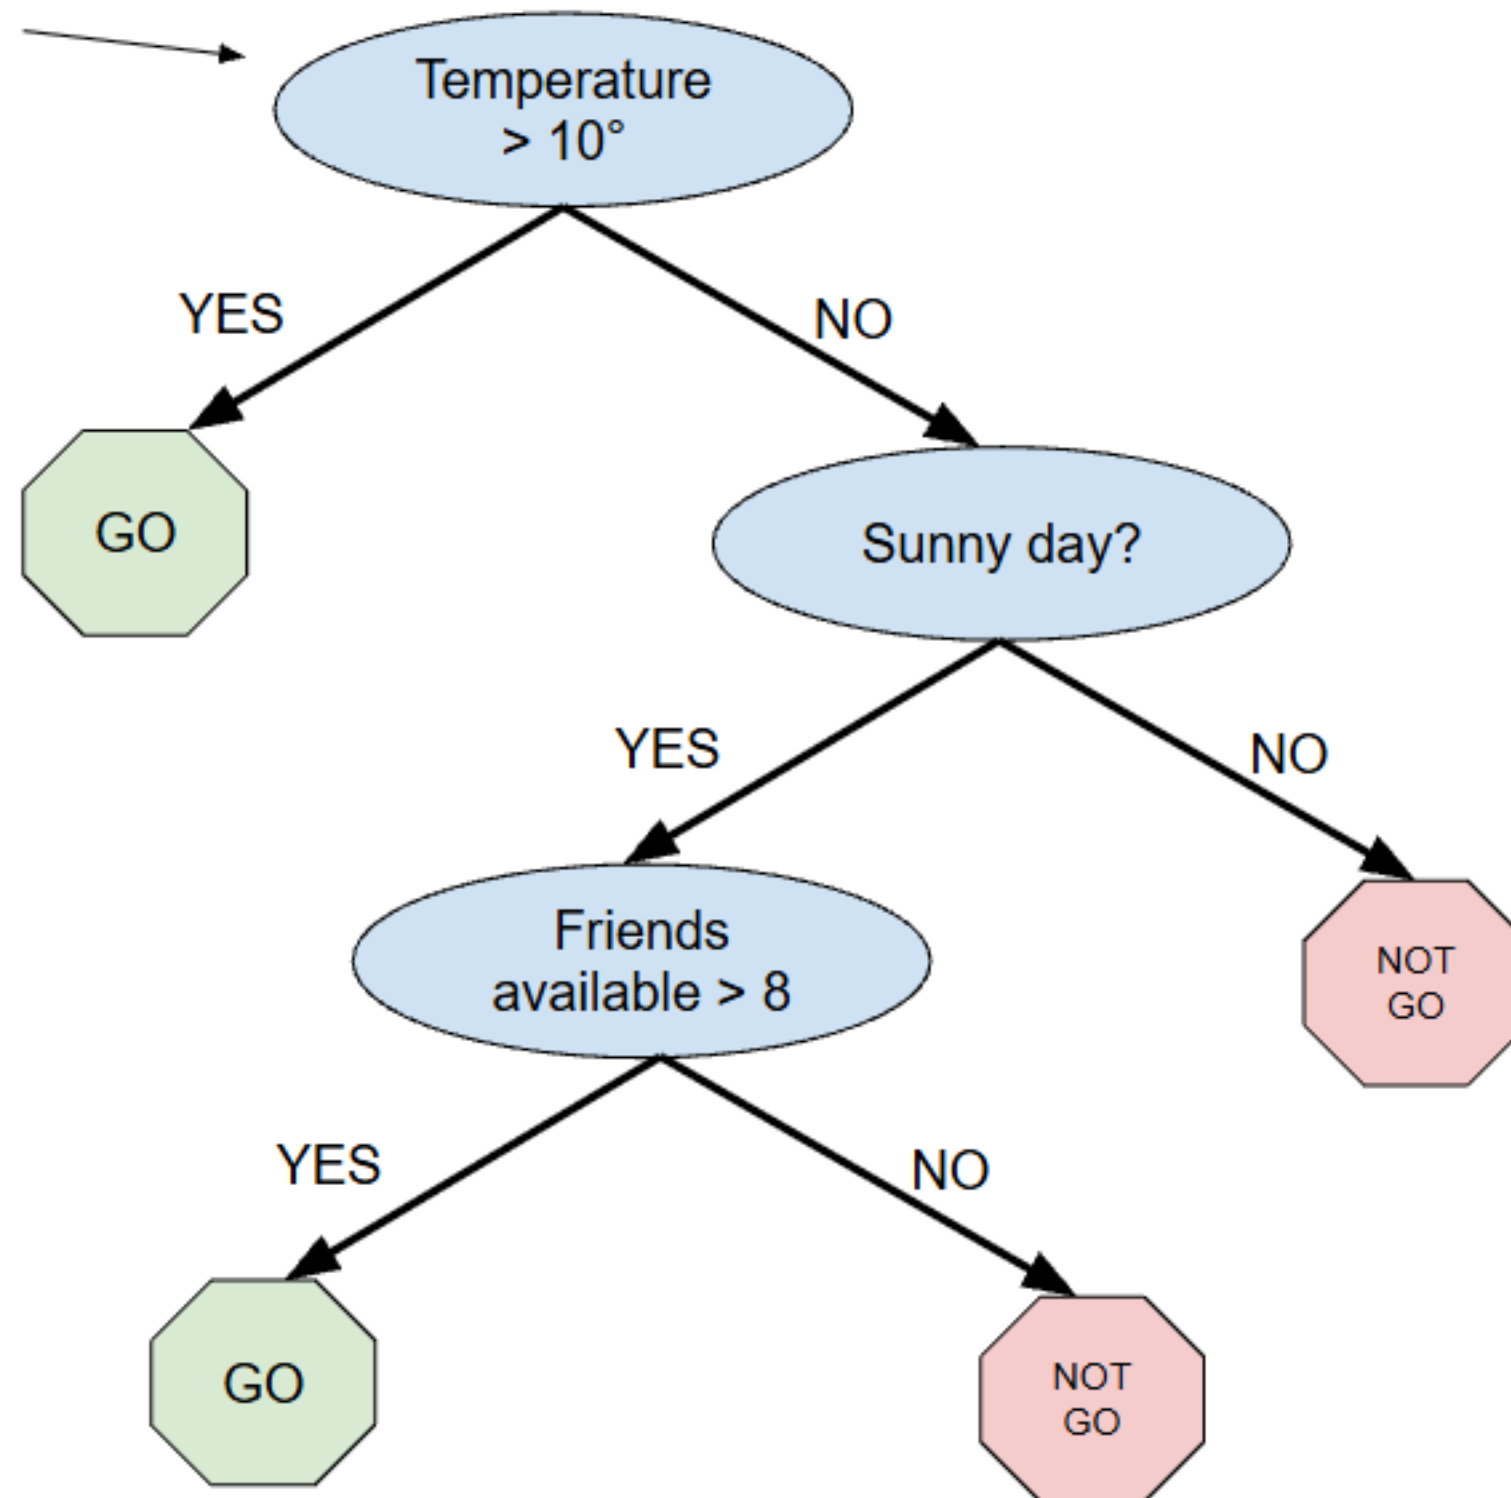 Temperature
> 10°
YES
NO
GO
Sunny day?
YES
NO
Friends
available > 8
NOT
GO
YES
NO
GO
NOT
GO